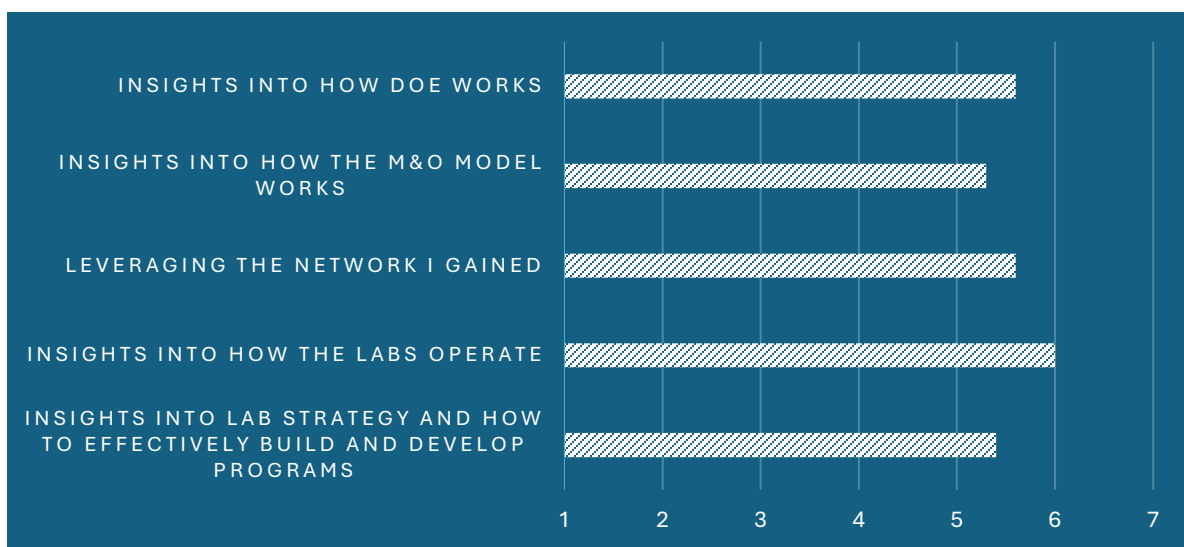 INSIGHTS INTO HOW DOE WORKS
INSIGHTS INTO HOW THE M&O MODEL
WORKS
LEVERAGING THE NETWORK I GAINED
INSIGHTS INTO HOW THE LABS OPERATE
INSIGHTS INTO LAB STRATEGY AND HOW
TO EFFECTIVELY BUILD AND DEVELOP
PROGRAMS
1 2 3 4 5 6 7